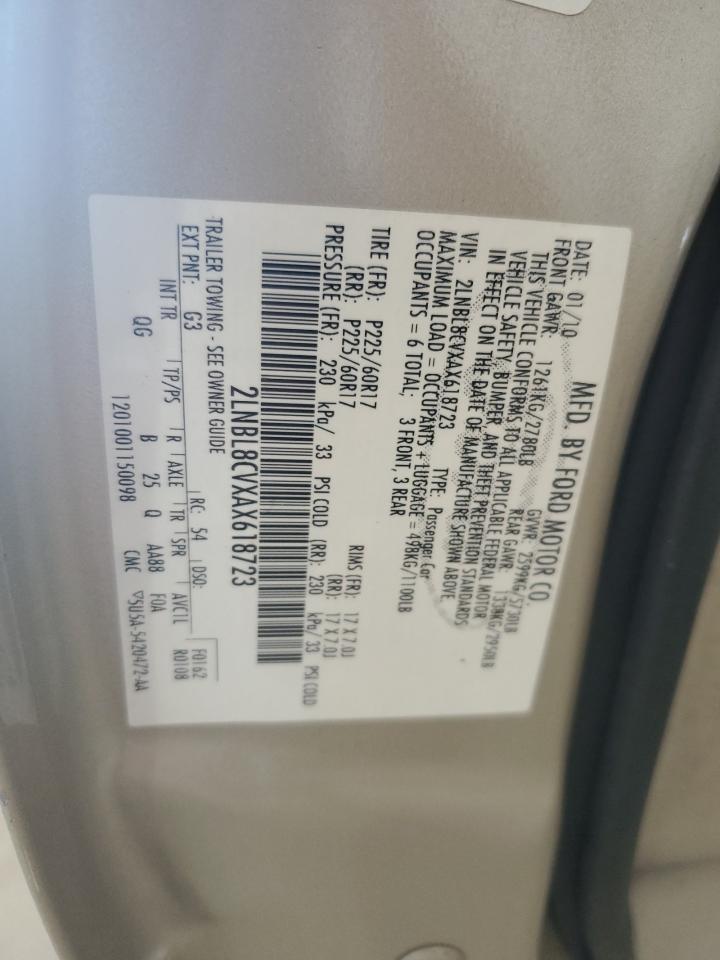 MFD. BY FORD MOTOR CO.
DATE: 01/10 GVWR: 2599KG/5730LB
FRONT GAWR: 1261KG/2780LB REAR GAWR: 1338KG/2950LB
THIS VEHICLE CONFORMS TO ALL APPLICABLE FEDERAL MOTOR
VEHICLE SAFETY, BUMPER, AND THEFT PREVENTION STANDARDS
IN EFFECT ON THE DATE OF MANUFACTURE SHOWN ABOVE
VIN: 2LNBL8CVXAX618723 TYPE: Passenger Car
MAXIMUM LOAD = OCCUPANTS + LUGGAGE = 498KG/1100LB
OCCUPANTS = 6 TOTAL; 3 FRONT, 3 REAR
TIRE (FR): P225/60R17 RIMS (FR): 17 X 7.0J
(RR): P225/60R17 (RR): 17 X 7.0J
PRESSURE (FR): 230 kPa/ 33 PSI COLD (RR): 230 kPa/ 33 PSI COLD
2LNBL8CVXAX618723
TRAILER TOWING - SEE OWNER GUIDE
EXT PNT: G3 RC: 54 DSO: F0162
R0108
INT TR TP/PS R AXLE TR SPR AVC1L
QG B 25 Q AA88 FOA
1201001150098 CMC ▽5U5A-5420472-AA